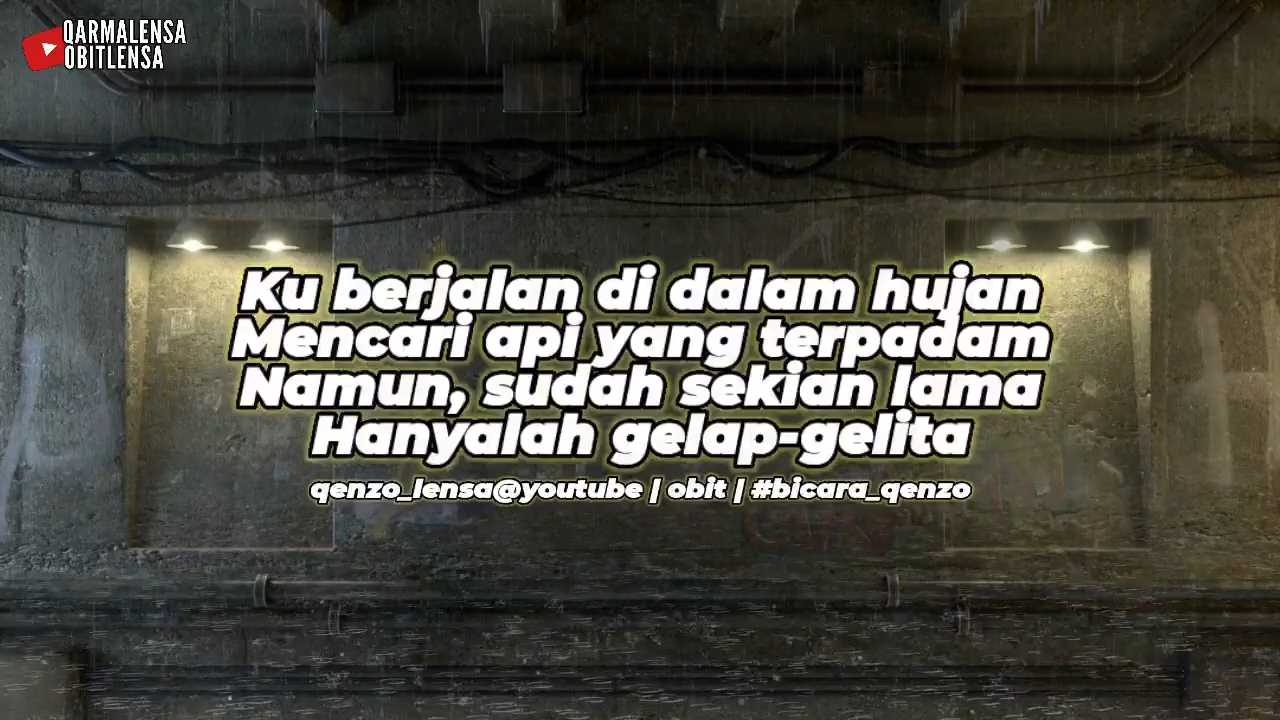 QARMALENSA
OBITLENSA
Ku berjalan di dalam hujan
Mencari api yang terpadam
Namun, sudah sekian lama
Hanyalah gelap-gelita
qenzo_lensa@youtube | obit | #bicara_qenzo